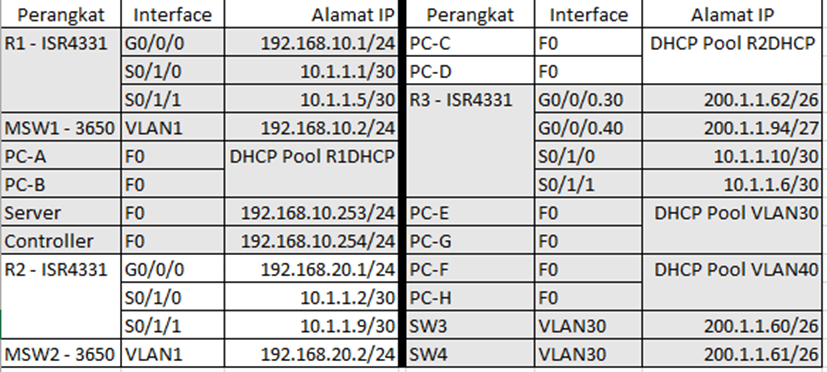 Perangkat Interface Alamat IP
R1 - ISR4331 G0/0/0 192.168.10.1/24
S0/1/0 10.1.1.1/30
S0/1/1 10.1.1.5/30
MSW1 - 3650 VLAN1 192.168.10.2/24
PC-A F0 DHCP Pool R1DHCP
PC-B F0
Server F0 192.168.10.253/24
Controller F0 192.168.10.254/24
R2 - ISR4331 G0/0/0 192.168.20.1/24
S0/1/0 10.1.1.2/30
S0/1/1 10.1.1.9/30
MSW2 - 3650 VLAN1 192.168.20.2/24
Perangkat Interface Alamat IP
PC-C F0 DHCP Pool R2DHCP
PC-D F0
R3 - ISR4331 G0/0/0.30 200.1.1.62/26
G0/0/0.40 200.1.1.94/27
S0/1/0 10.1.1.10/30
S0/1/1 10.1.1.6/30
PC-E F0 DHCP Pool VLAN30
PC-G F0
PC-F F0 DHCP Pool VLAN40
PC-H F0
SW3 VLAN30 200.1.1.60/26
SW4 VLAN30 200.1.1.61/26